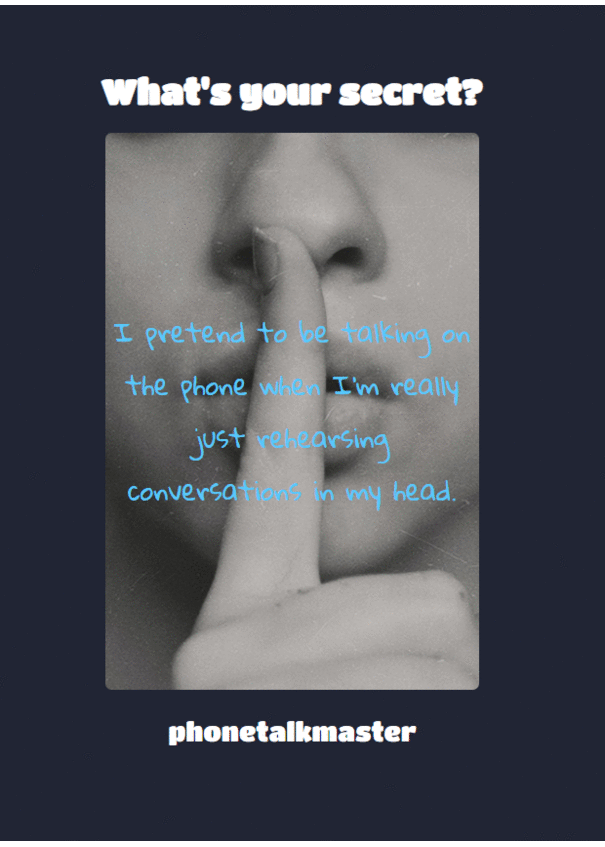 What's your secret?
I pretend to be talking on
the phone when I'm really
just rehearsing
conversations in my head.
phonetalkmaster